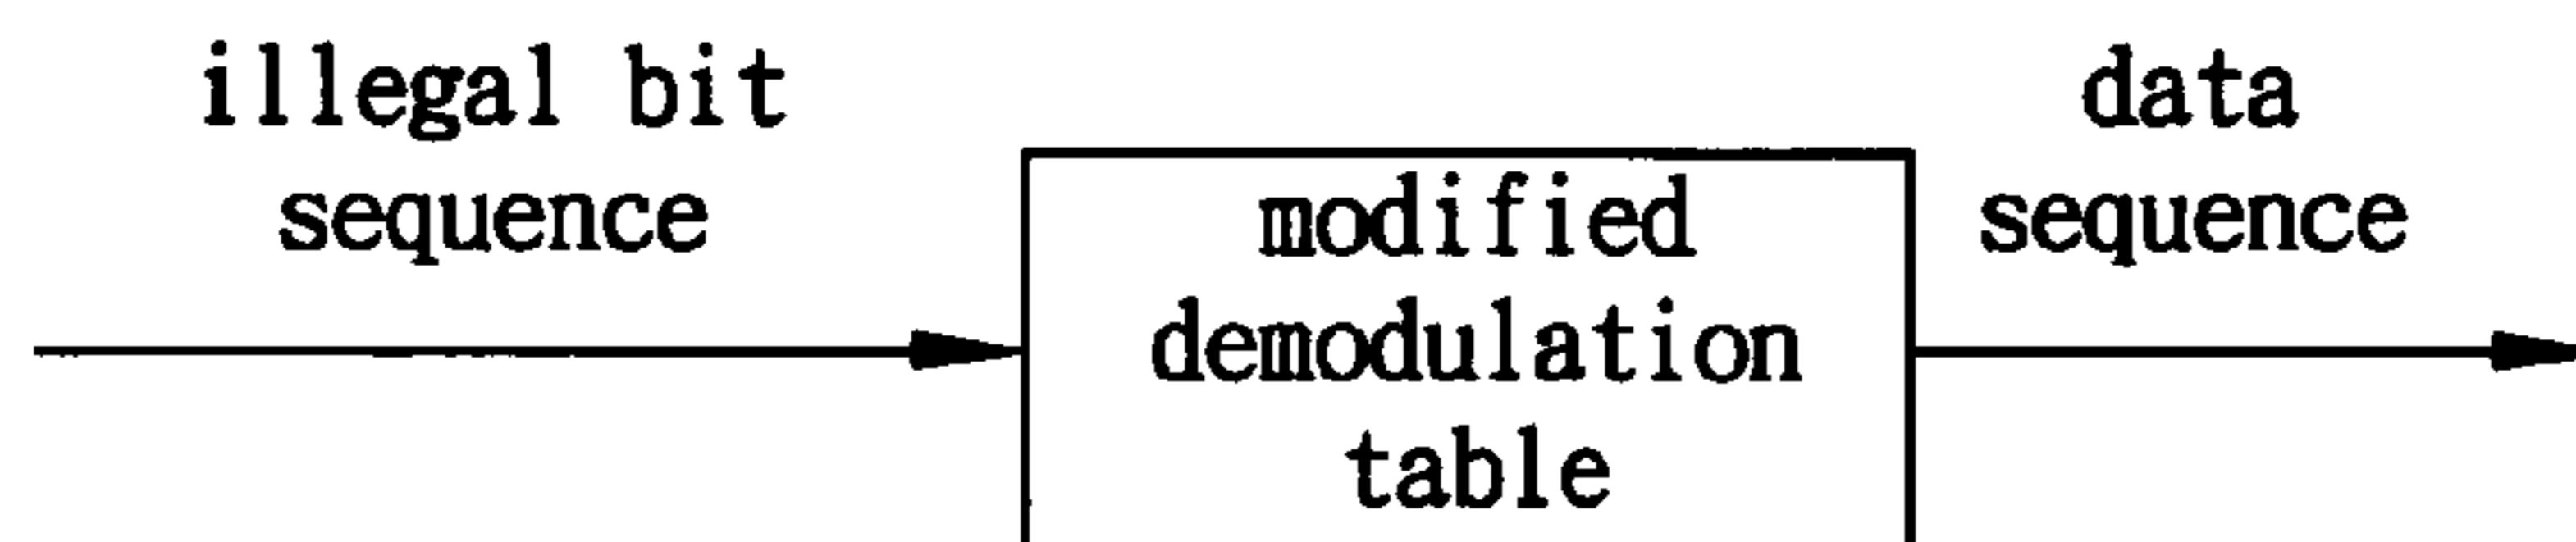 illegal bit
sequence
modified
demodulation
table
data
sequence